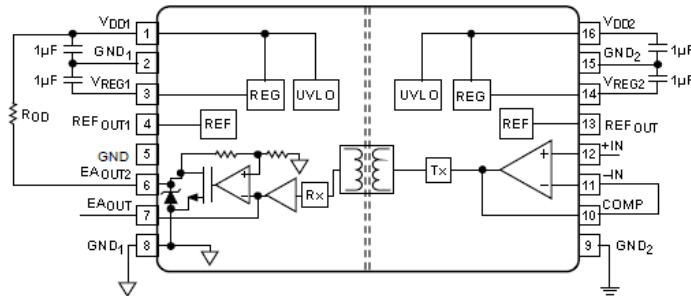 VDD1
1
1µF
GND1
2
1µF
VREG1
3
ROD
REFOUT1
4
GND
5
EAOUT2
6
EAOUT
7
GND1
8
REG
UVLO
REF
Rx
Tx
UVLO
REG
REF
+
−
+
−
16
VDD2
1µF
15
GND2
1µF
14
VREG2
13
REFOUT
12
+IN
11
−IN
10
COMP
9
GND2